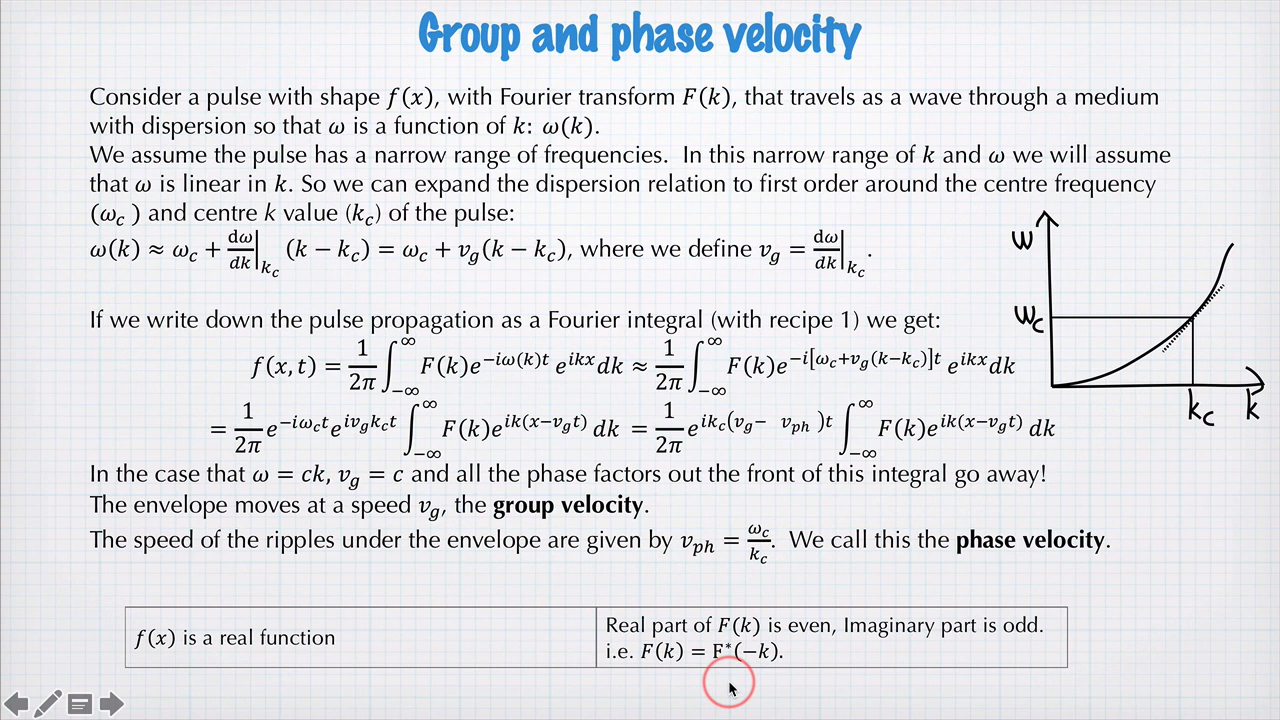 Group and phase velocity
Consider a pulse with shape f(x), with Fourier transform F(k), that travels as a wave through a medium
with dispersion so that ω is a function of k: ω(k).
We assume the pulse has a narrow range of frequencies. In this narrow range of k and ω we will assume
that ω is linear in k. So we can expand the dispersion relation to first order around the centre frequency
(ω_c ) and centre k value (k_c) of the pulse:
ω(k) ≈ ω_c + dω/dk|_{k_c} (k − k_c) = ω_c + v_g(k − k_c), where we define v_g = dω/dk|_{k_c}.
ω
If we write down the pulse propagation as a Fourier integral (with recipe 1) we get:
ω_c
f(x, t) = 1/2π ∫_{−∞}^{∞} F(k)e^{−iω(k)t} e^{ikx}dk ≈ 1/2π ∫_{−∞}^{∞} F(k)e^{−i[ω_c+v_g(k−k_c)]t} e^{ikx}dk
k_c k
= 1/2π e^{−iω_c t}e^{iv_g k_c t} ∫_{−∞}^{∞} F(k)e^{ik(x−v_g t)} dk = 1/2π e^{ik_c(v_g− v_ph )t} ∫_{−∞}^{∞} F(k)e^{ik(x−v_g t)} dk
In the case that ω = ck, v_g = c and all the phase factors out the front of this integral go away!
The envelope moves at a speed v_g, the group velocity.
The speed of the ripples under the envelope are given by v_ph = ω_c/k_c. We call this the phase velocity.
f(x) is a real function
Real part of F(k) is even, Imaginary part is odd.
i.e. F(k) = F*(−k).